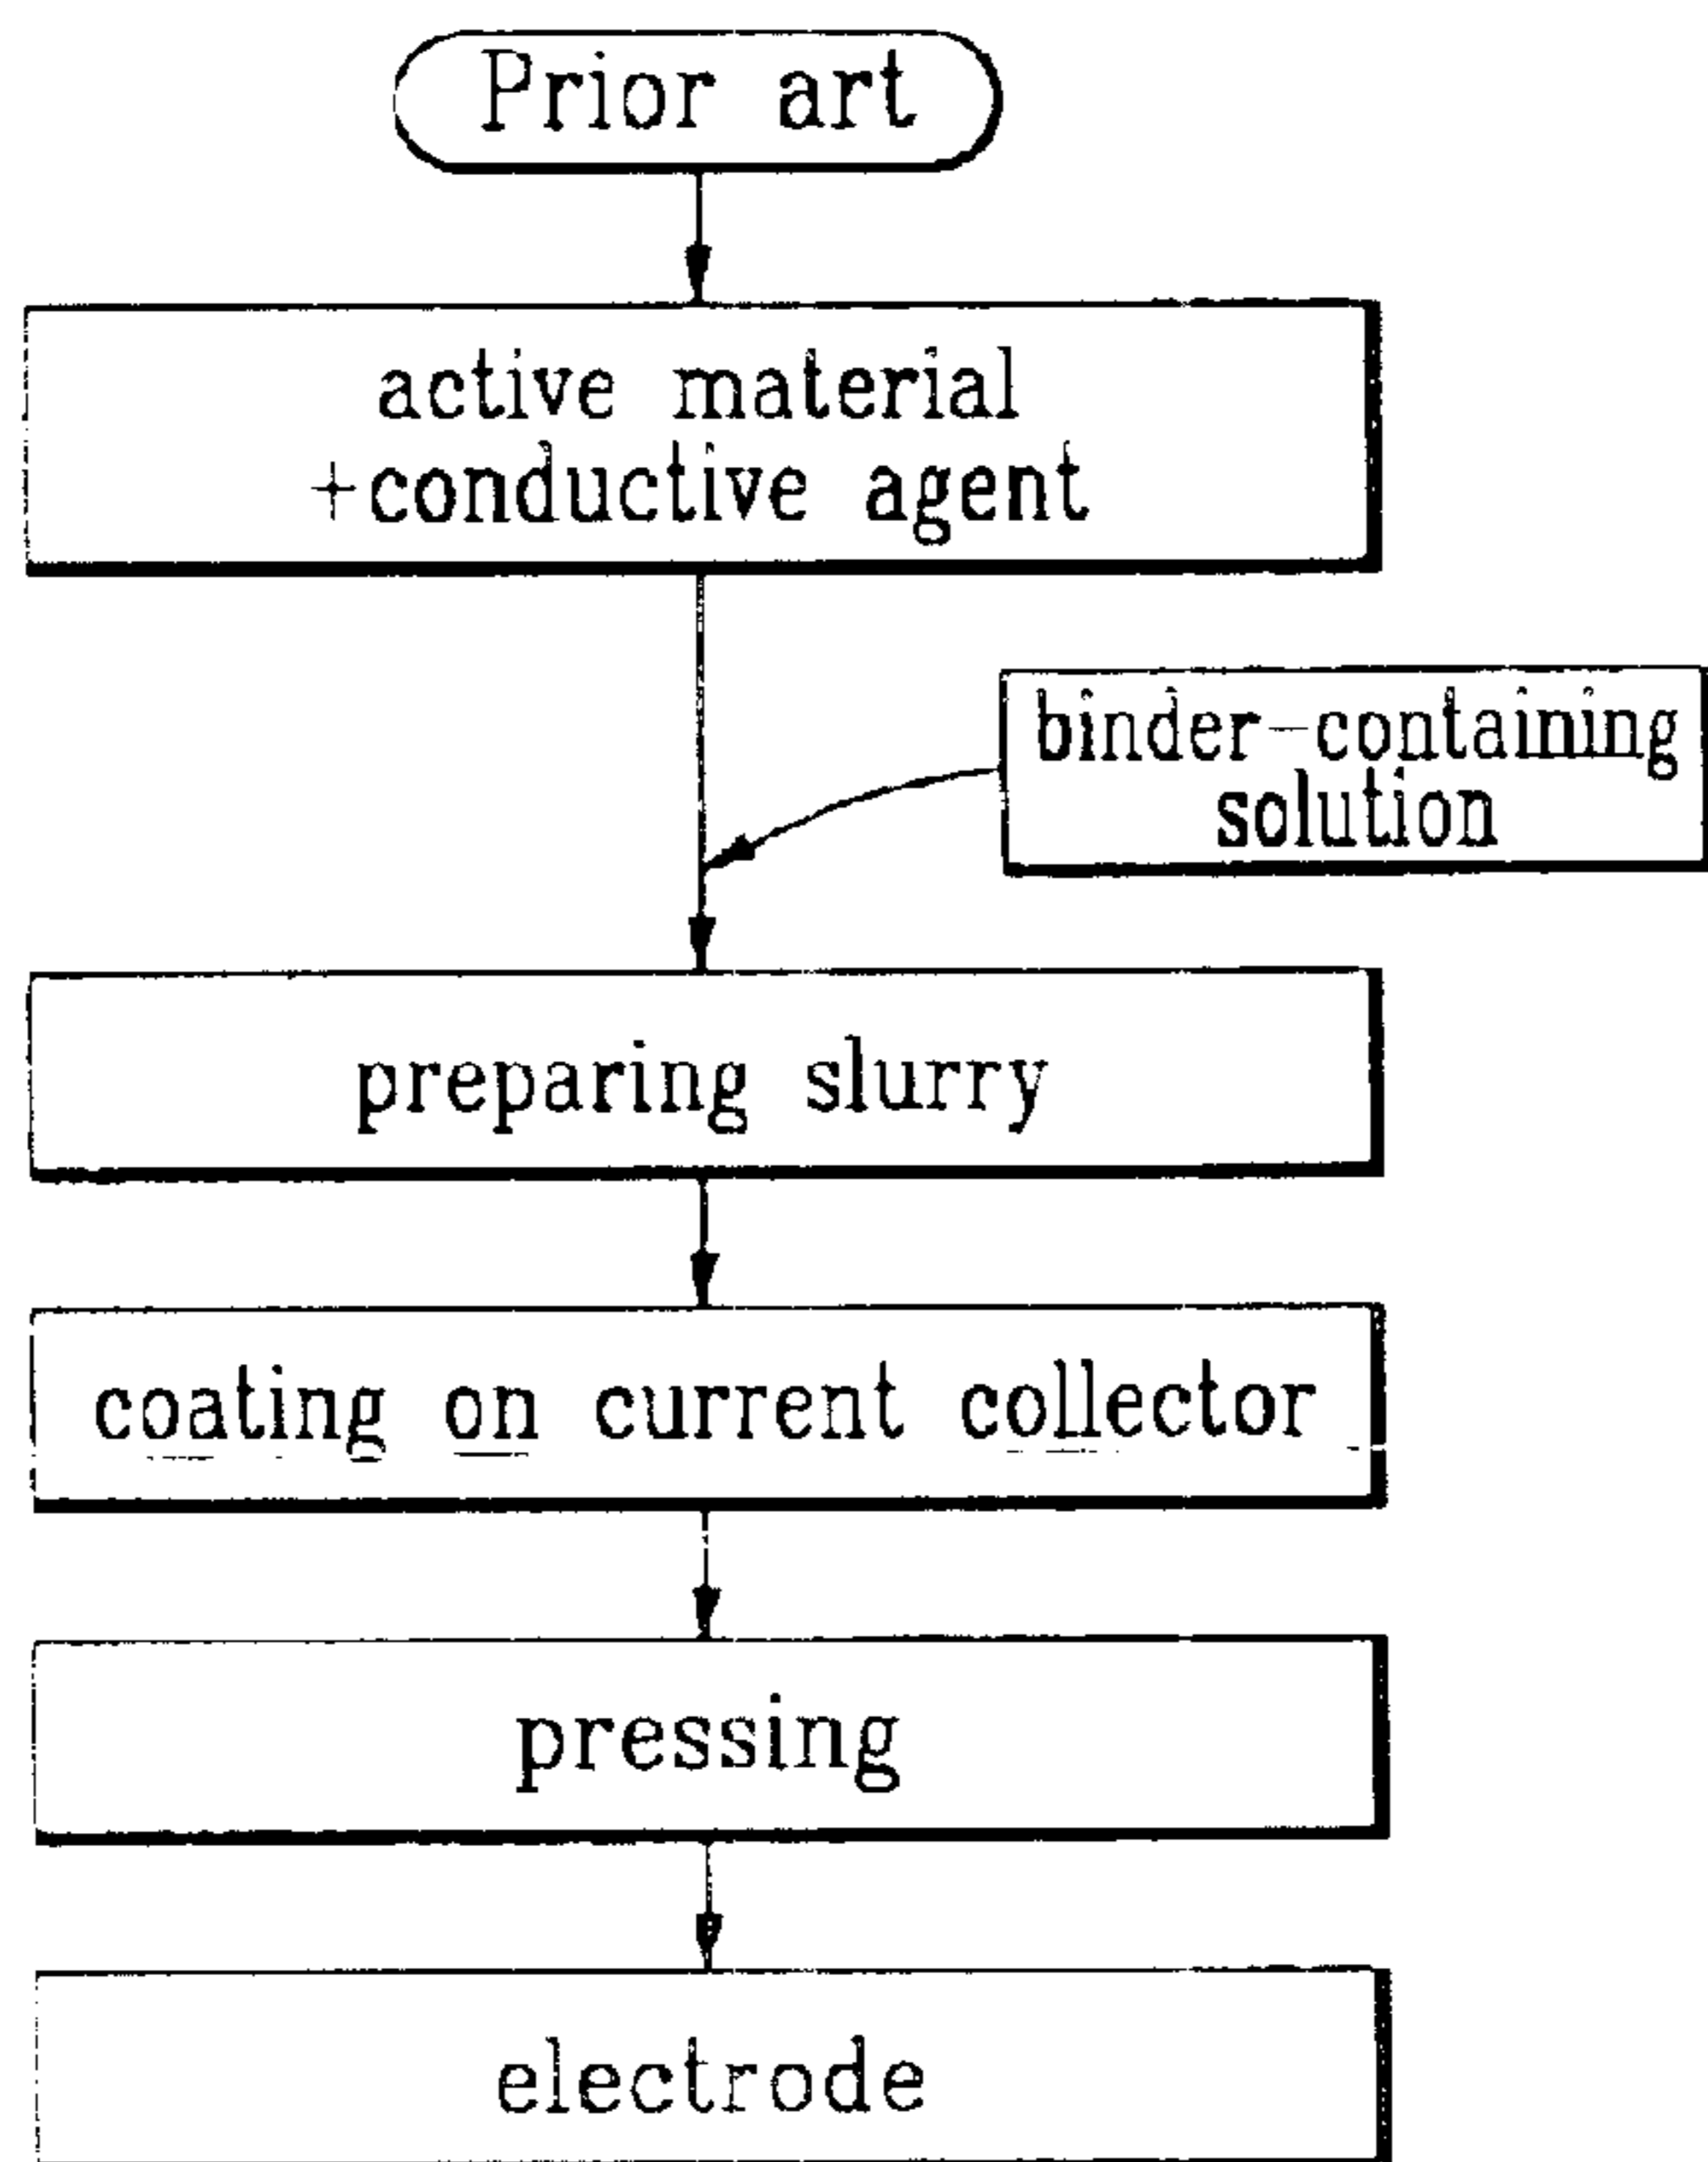 Prior art
active material
+conductive agent
binder-containing
solution
preparing slurry
coating on current collector
pressing
electrode